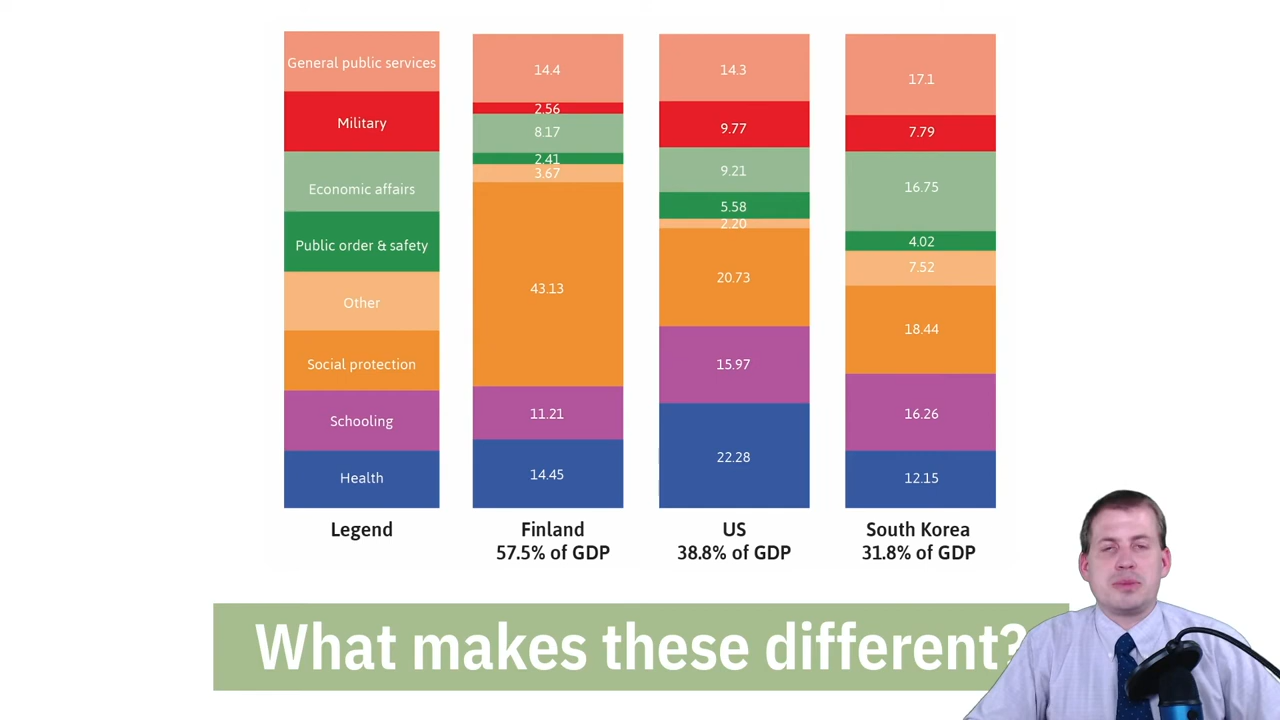 General public services
Military
Economic affairs
Public order & safety
Other
Social protection
Schooling
Health
Legend
14.4
2.56
8.17
2.41
3.67
43.13
11.21
14.45
Finland
57.5% of GDP
14.3
9.77
9.21
5.58
2.20
20.73
15.97
22.28
US
38.8% of GDP
17.1
7.79
16.75
4.02
7.52
18.44
16.26
12.15
South Korea
31.8% of GDP
What makes these different?